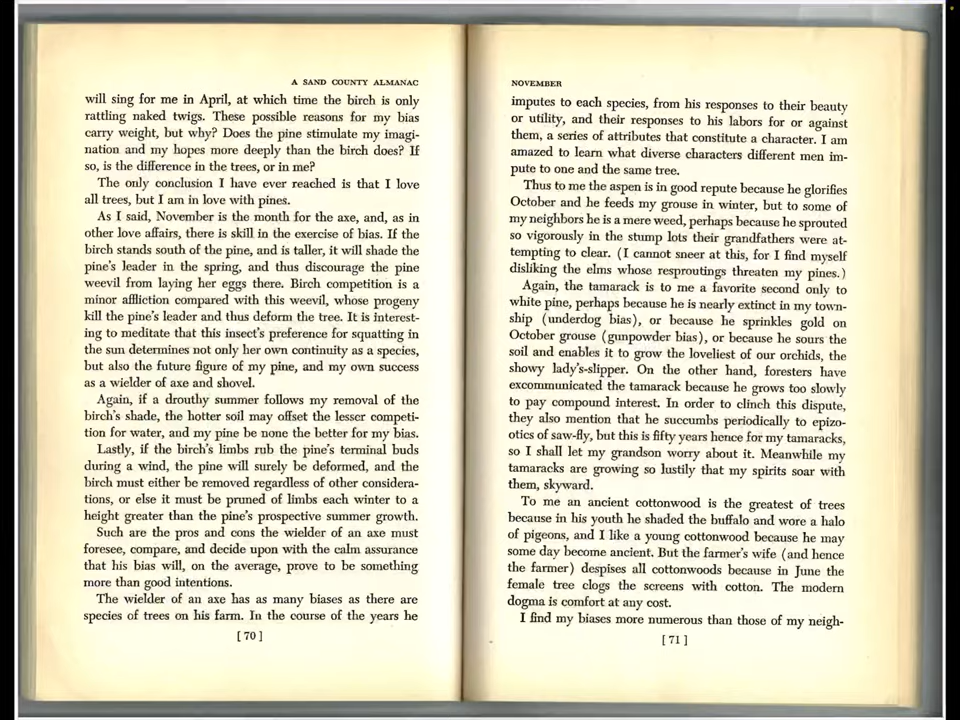 A SAND COUNTY ALMANAC
will sing for me in April, at which time the birch is only
rattling naked twigs. These possible reasons for my bias
carry weight, but why? Does the pine stimulate my imagi-
nation and my hopes more deeply than the birch does? If
so, is the difference in the trees, or in me?
The only conclusion I have ever reached is that I love
all trees, but I am in love with pines.
As I said, November is the month for the axe, and, as in
other love affairs, there is skill in the exercise of bias. If the
birch stands south of the pine, and is taller, it will shade the
pine's leader in the spring, and thus discourage the pine
weevil from laying her eggs there. Birch competition is a
minor affliction compared with this weevil, whose progeny
kill the pine's leader and thus deform the tree. It is interest-
ing to meditate that this insect's preference for squatting in
the sun determines not only her own continuity as a species,
but also the future figure of my pine, and my own success
as a wielder of axe and shovel.
Again, if a drouthy summer follows my removal of the
birch's shade, the hotter soil may offset the lesser competi-
tion for water, and my pine be none the better for my bias.
Lastly, if the birch's limbs rub the pine's terminal buds
during a wind, the pine will surely be deformed, and the
birch must either be removed regardless of other considera-
tions, or else it must be pruned of limbs each winter to a
height greater than the pine's prospective summer growth.
Such are the pros and cons the wielder of an axe must
foresee, compare, and decide upon with the calm assurance
that his bias will, on the average, prove to be something
more than good intentions.
The wielder of an axe has as many biases as there are
species of trees on his farm. In the course of the years he
[ 70 ]
NOVEMBER
imputes to each species, from his responses to their beauty
or utility, and their responses to his labors for or against
them, a series of attributes that constitute a character. I am
amazed to learn what diverse characters different men im-
pute to one and the same tree.
Thus to me the aspen is in good repute because he glorifies
October and he feeds my grouse in winter, but to some of
my neighbors he is a mere weed, perhaps because he sprouted
so vigorously in the stump lots their grandfathers were at-
tempting to clear. (I cannot sneer at this, for I find myself
disliking the elms whose resproutings threaten my pines.)
Again, the tamarack is to me a favorite second only to
white pine, perhaps because he is nearly extinct in my town-
ship (underdog bias), or because he sprinkles gold on
October grouse (gunpowder bias), or because he sours the
soil and enables it to grow the loveliest of our orchids, the
showy lady's-slipper. On the other hand, foresters have
excommunicated the tamarack because he grows too slowly
to pay compound interest. In order to clinch this dispute,
they also mention that he succumbs periodically to epizo-
otics of saw-fly, but this is fifty years hence for my tamaracks,
so I shall let my grandson worry about it. Meanwhile my
tamaracks are growing so lustily that my spirits soar with
them, skyward.
To me an ancient cottonwood is the greatest of trees
because in his youth he shaded the buffalo and wore a halo
of pigeons, and I like a young cottonwood because he may
some day become ancient. But the farmer's wife (and hence
the farmer) despises all cottonwoods because in June the
female tree clogs the screens with cotton. The modern
dogma is comfort at any cost.
I find my biases more numerous than those of my neigh-
[ 71 ]